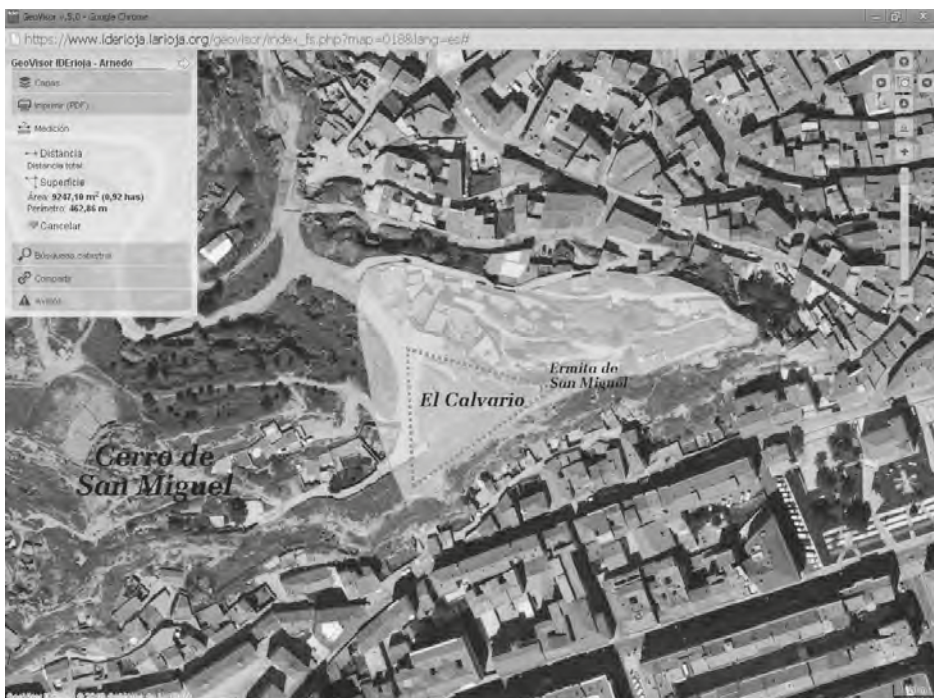 GeoVisor v.5.0 - Google Chrome
https://www.iderioja.larioja.org/geovisor/index_fs.php?map=018&lang=es#
GeoVisor IDErioja - Arnedo
Capas
Imprimir (PDF)
Medición
Distancia
Distancia total:
Superficie
Área: 9247,10 m² (0,92 has)
Perímetro: 462,86 m
Cancelar
Búsqueda catastral
Compartir
Avisos
Ermita de
San Miguel
El Calvario
Cerro de
San Miguel